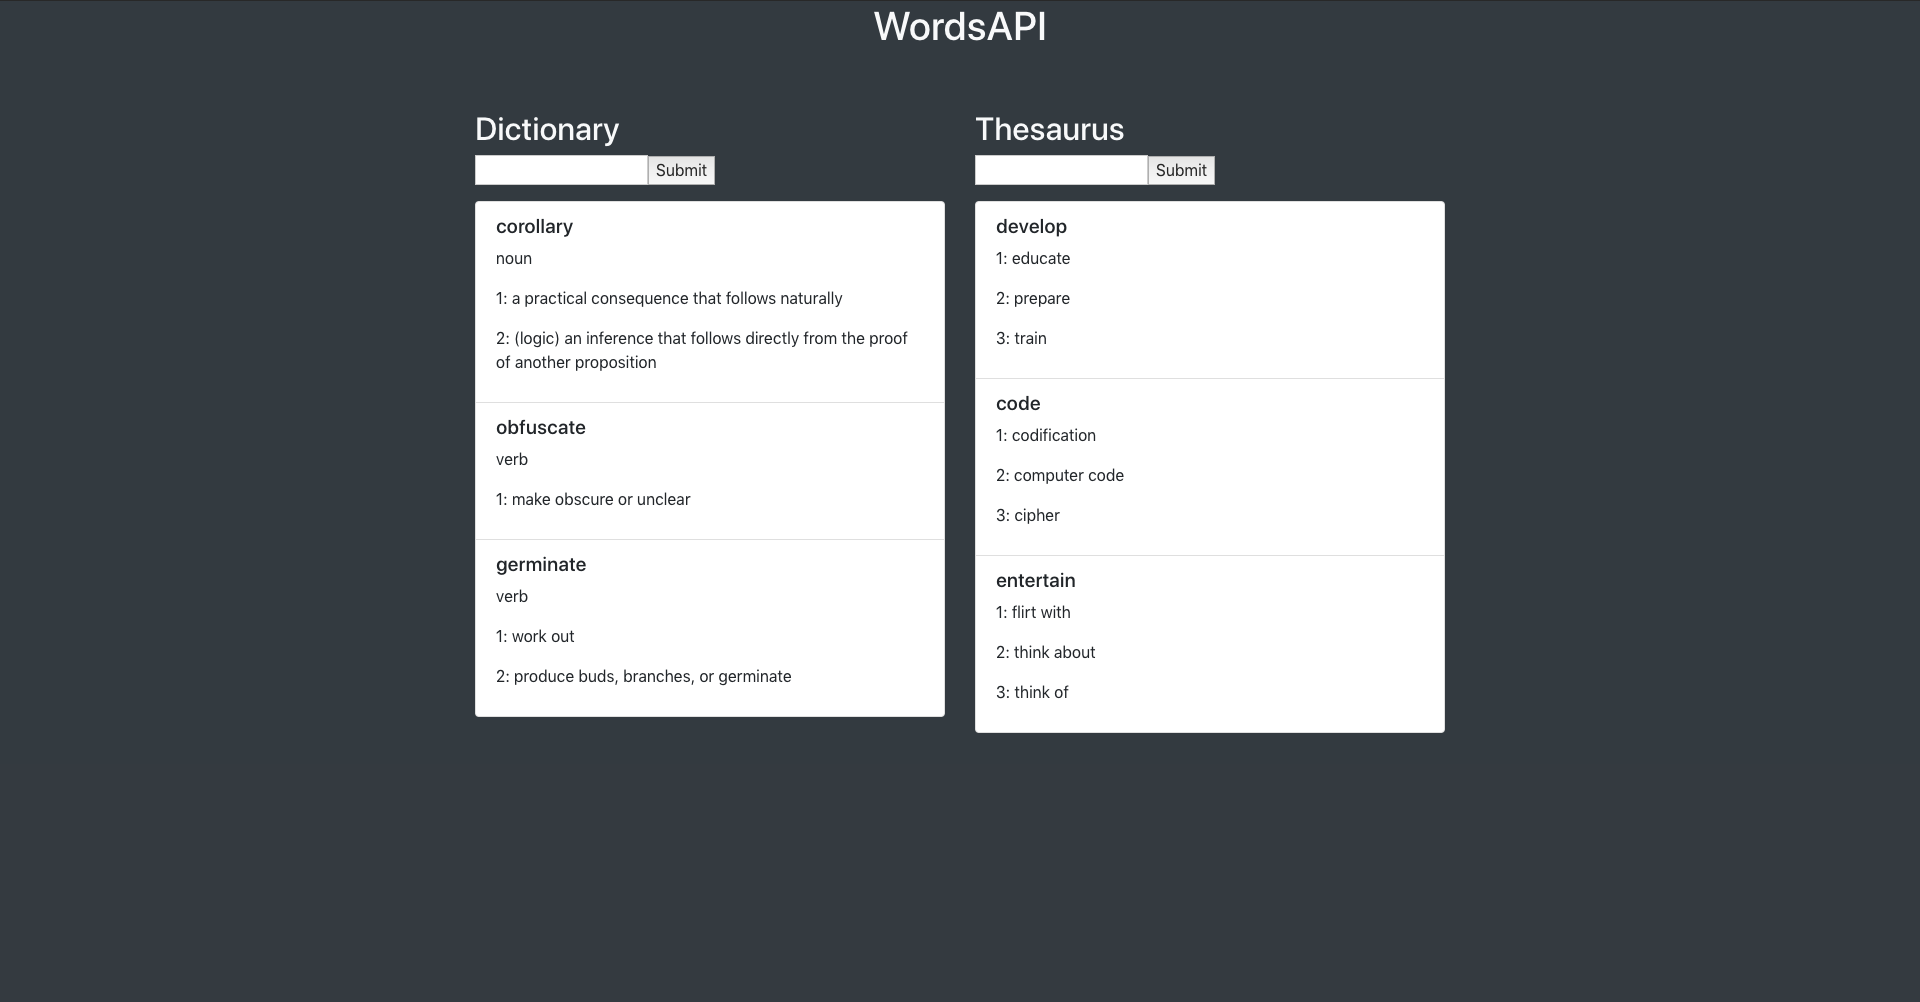 WordsAPI
Dictionary
Submit
corollary
noun
1: a practical consequence that follows naturally
2: (logic) an inference that follows directly from the proof
of another proposition
obfuscate
verb
1: make obscure or unclear
germinate
verb
1: work out
2: produce buds, branches, or germinate
Thesaurus
Submit
develop
1: educate
2: prepare
3: train
code
1: codification
2: computer code
3: cipher
entertain
1: flirt with
2: think about
3: think of